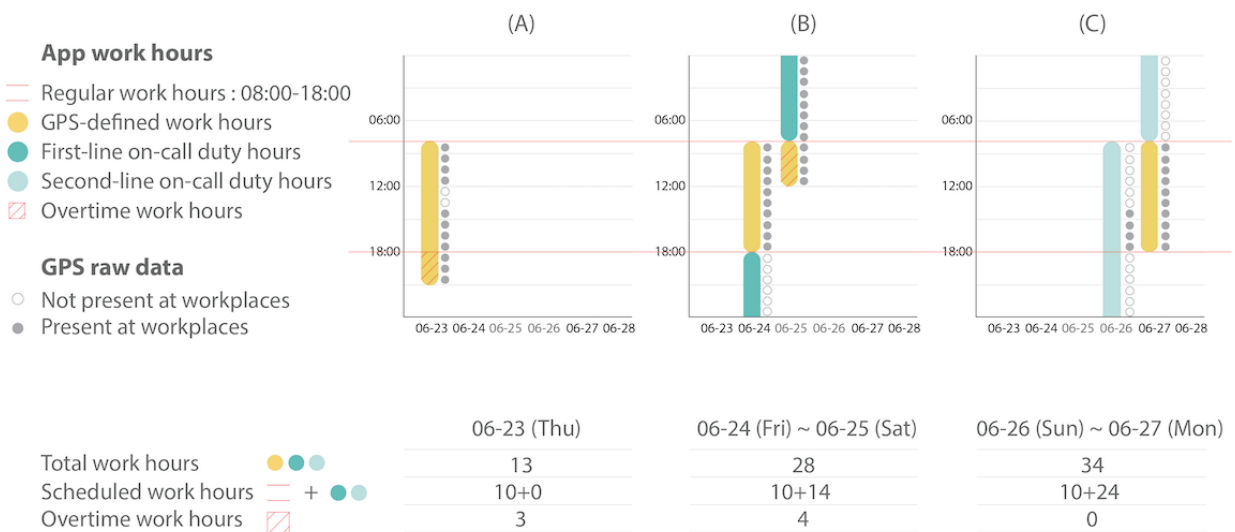 (A) (B) (C)
App work hours
Regular work hours : 08:00-18:00
GPS-defined work hours
First-line on-call duty hours
Second-line on-call duty hours
Overtime work hours
GPS raw data
Not present at workplaces
Present at workplaces
06:00
12:00
18:00
06-23 06-24 06-25 06-26 06-27 06-28
06:00
12:00
18:00
06-23 06-24 06-25 06-26 06-27 06-28
06:00
12:00
18:00
06-23 06-24 06-25 06-26 06-27 06-28
06-23 (Thu) 06-24 (Fri) ~ 06-25 (Sat) 06-26 (Sun) ~ 06-27 (Mon)
Total work hours 13 28 34
Scheduled work hours + 10+0 10+14 10+24
Overtime work hours 3 4 0